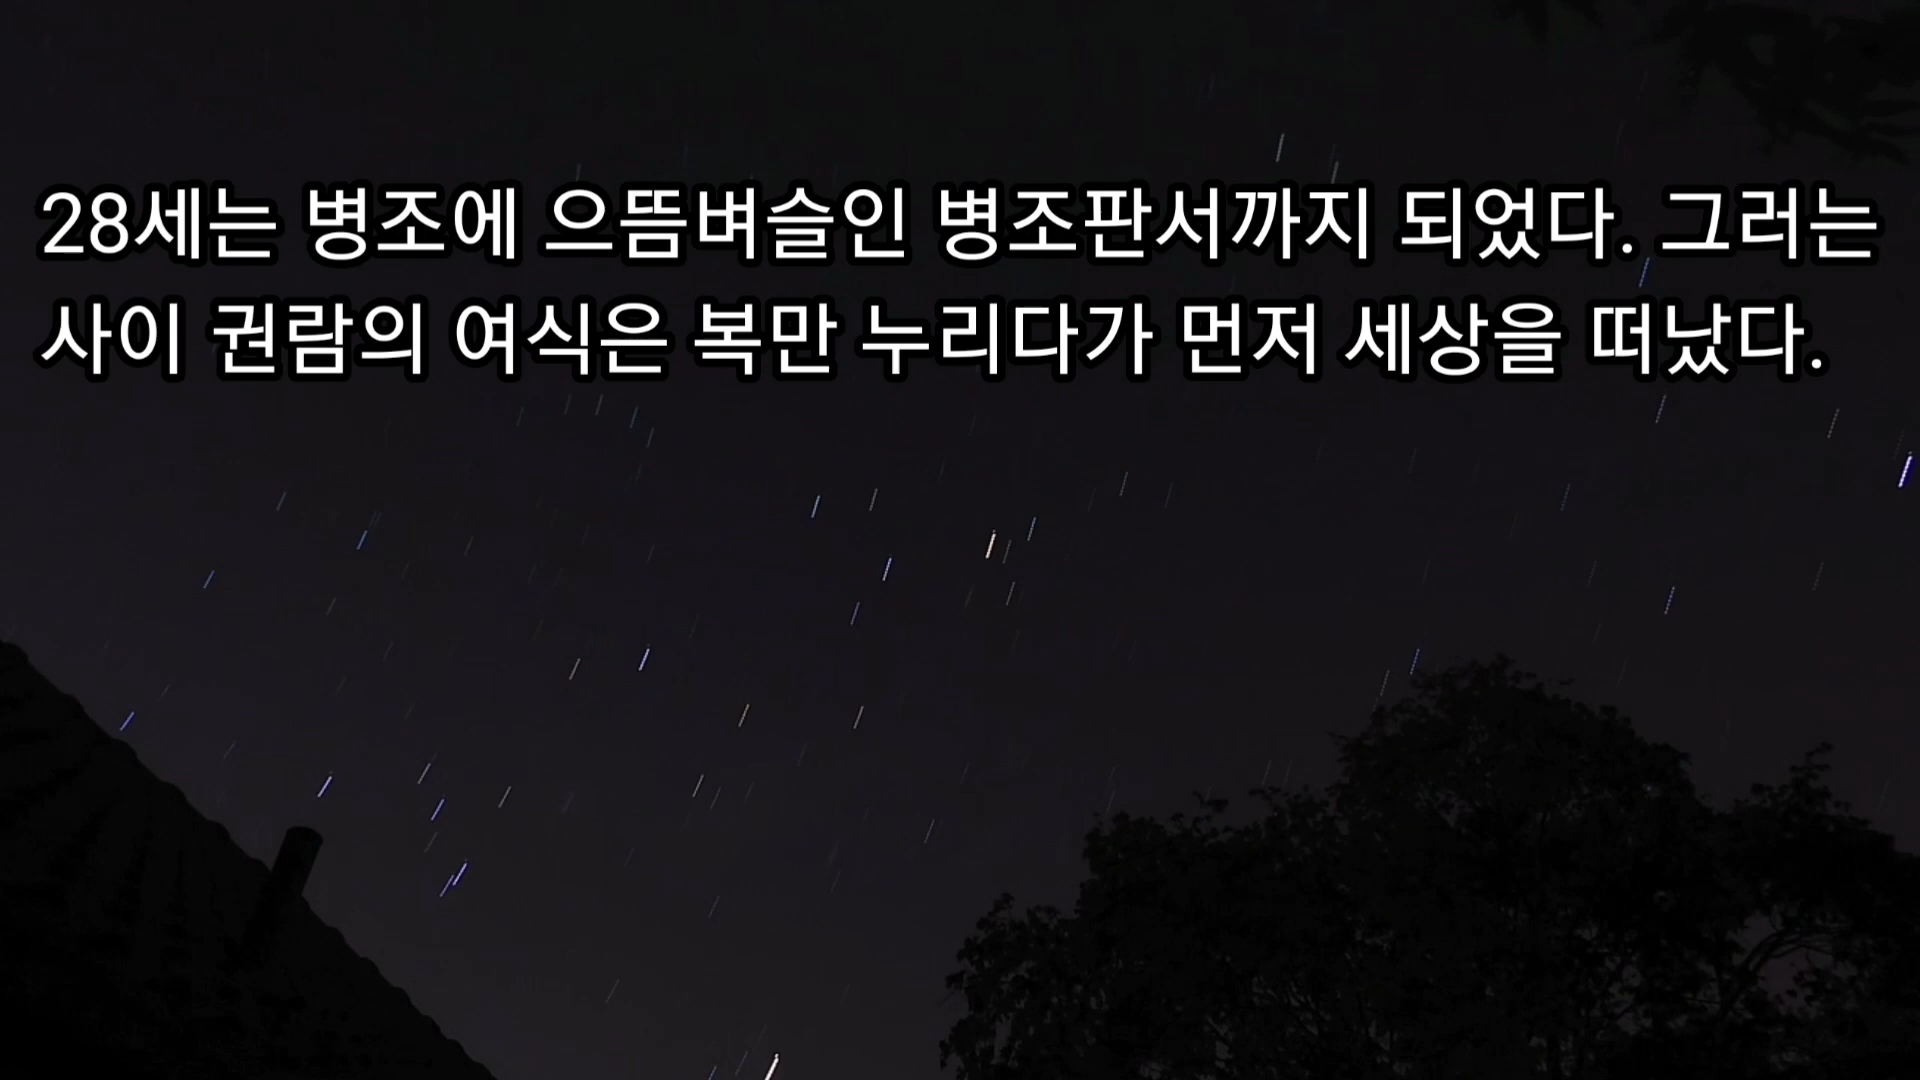 28세는 병조에 으뜸벼슬인 병조판서까지 되었다. 그러는
사이 권람의 여식은 복만 누리다가 먼저 세상을 떠났다.